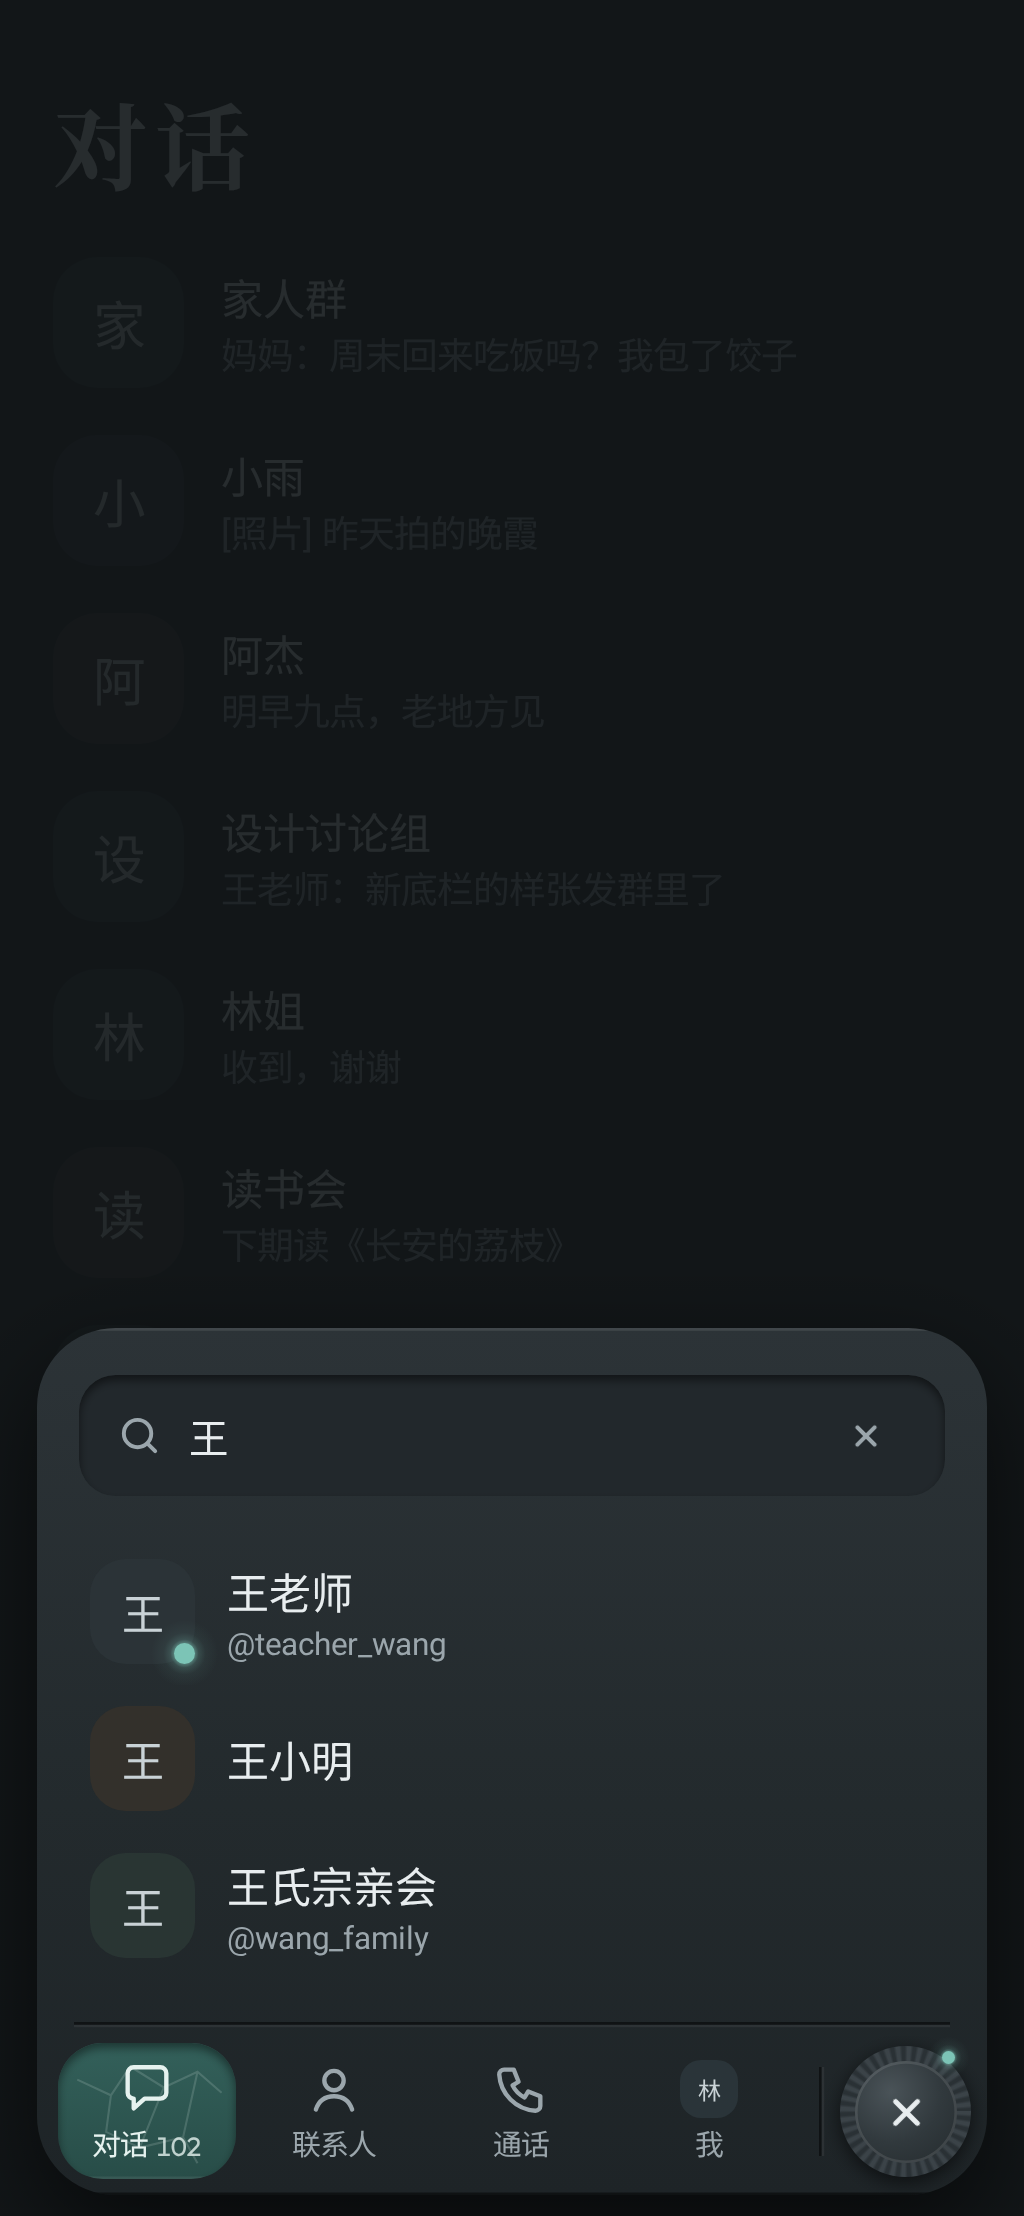 对话
家
家人群
妈妈：周末回来吃饭吗？我包了饺子
小
小雨
[照片] 昨天拍的晚霞
阿
阿杰
明早九点，老地方见
设
设计讨论组
王老师：新底栏的样张发群里了
林
林姐
收到，谢谢
读
读书会
下期读《长安的荔枝》
王
王
王老师
@teacher_wang
王
王小明
王
王氏宗亲会
@wang_family
对话 102
联系人
通话
林
我